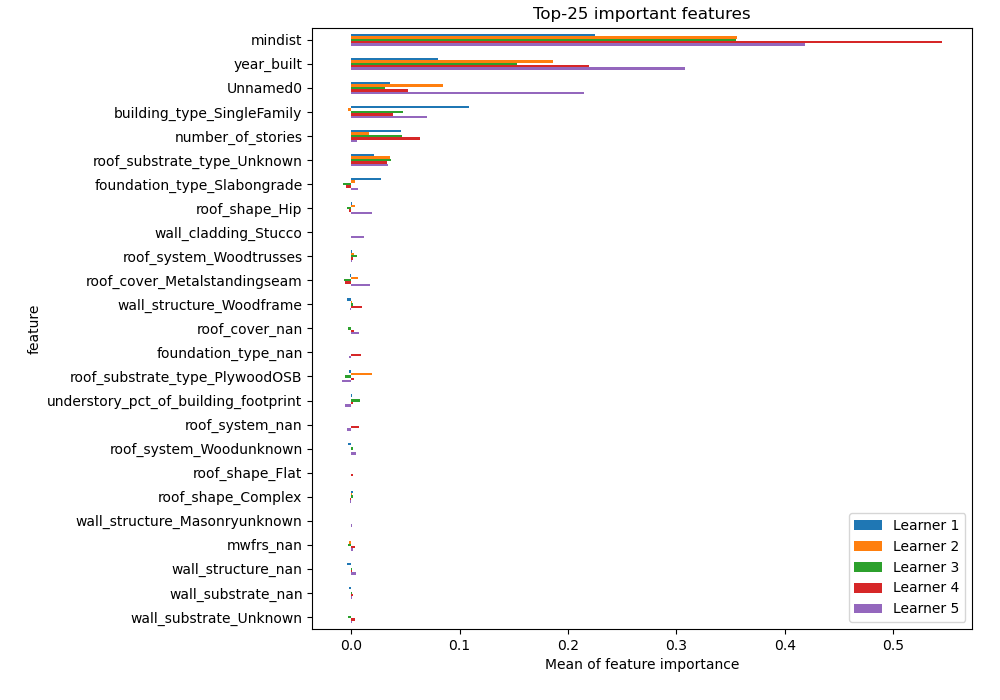 Top-25 important features
mindist
year_built
Unnamed0
building_type_SingleFamily
number_of_stories
roof_substrate_type_Unknown
foundation_type_Slabongrade
roof_shape_Hip
wall_cladding_Stucco
roof_system_Woodtrusses
roof_cover_Metalstandingseam
wall_structure_Woodframe
roof_cover_nan
foundation_type_nan
roof_substrate_type_PlywoodOSB
understory_pct_of_building_footprint
roof_system_nan
roof_system_Woodunknown
roof_shape_Flat
roof_shape_Complex
wall_structure_Masonryunknown
mwfrs_nan
wall_structure_nan
wall_substrate_nan
wall_substrate_Unknown
feature
Learner 1
Learner 2
Learner 3
Learner 4
Learner 5
0.0 0.1 0.2 0.3 0.4 0.5
Mean of feature importance